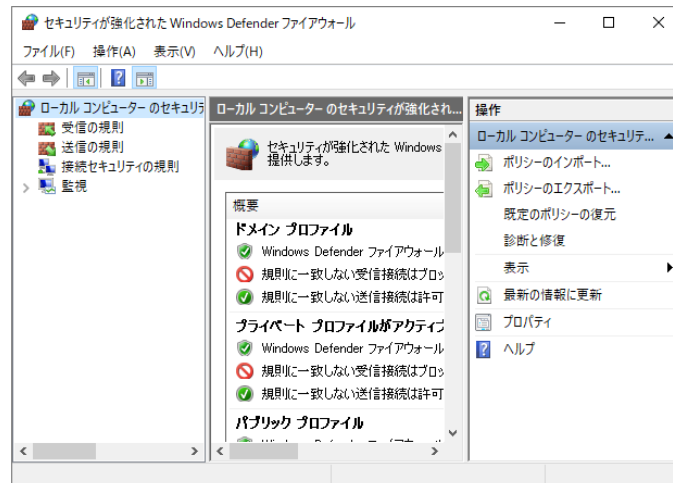 セキュリティが強化された Windows Defender ファイアウォール
ファイル(F) 操作(A) 表示(V) ヘルプ(H)
ローカル コンピューター のセキュリテ
受信の規則
送信の規則
接続セキュリティの規則
監視
ローカル コンピューター のセキュリティが強化され...
セキュリティが強化された Windows
提供します。
概要
ドメイン プロファイル
Windows Defender ファイアウォール
規則に一致しない受信接続はブロッ
規則に一致しない送信接続は許可
プライベート プロファイルがアクティブ
Windows Defender ファイアウォール
規則に一致しない受信接続はブロッ
規則に一致しない送信接続は許可
パブリック プロファイル
操作
ローカル コンピューター のセキュリテ...
ポリシーのインポート...
ポリシーのエクスポート...
既定のポリシーの復元
診断と修復
表示
最新の情報に更新
プロパティ
ヘルプ